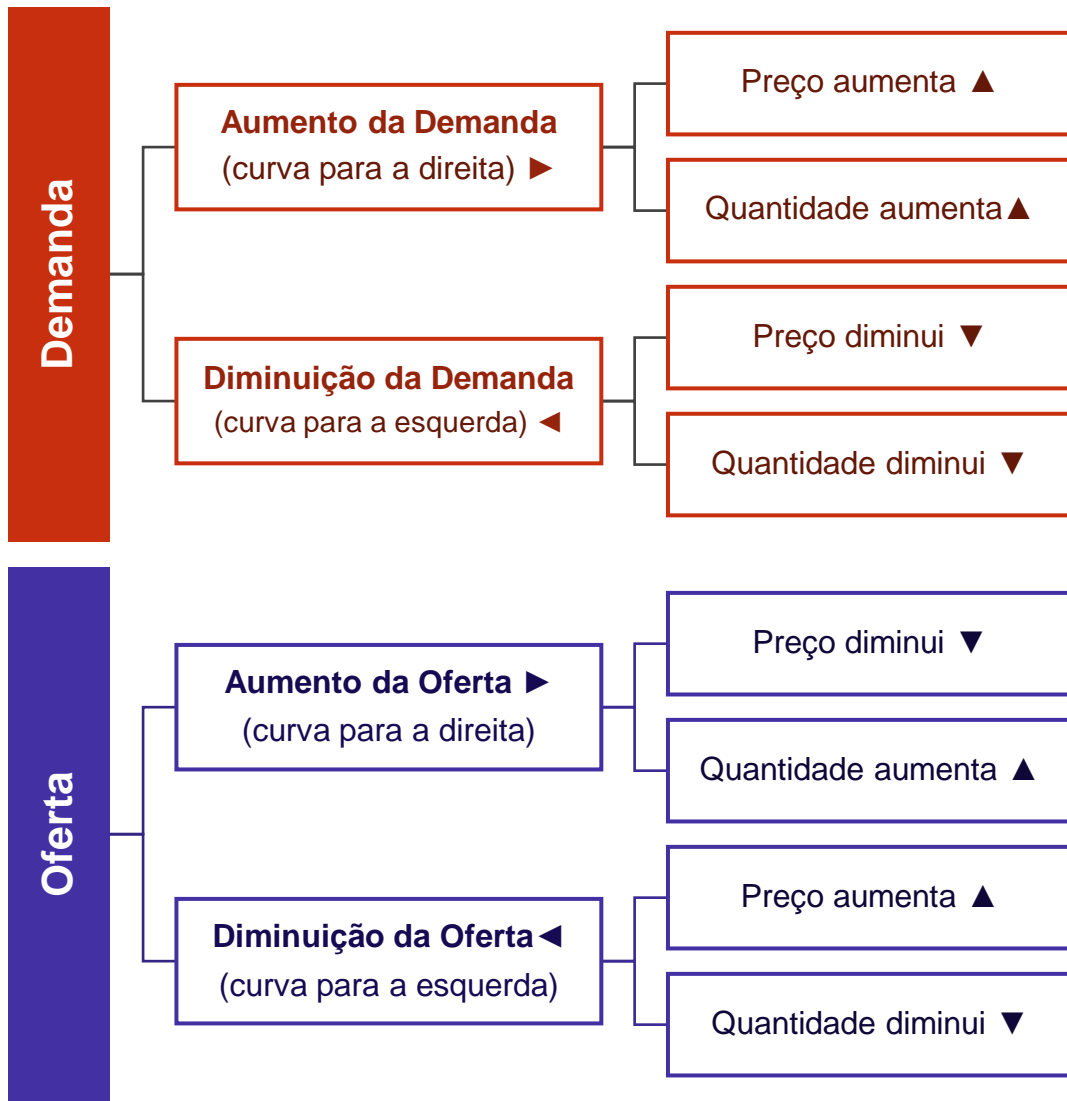 Demanda
Aumento da Demanda
(curva para a direita) ►
Preço aumenta ▲
Quantidade aumenta▲
Diminuição da Demanda
(curva para a esquerda) ◄
Preço diminui ▼
Quantidade diminui ▼
Oferta
Aumento da Oferta ►
(curva para a direita)
Preço diminui ▼
Quantidade aumenta ▲
Diminuição da Oferta◄
(curva para a esquerda)
Preço aumenta ▲
Quantidade diminui ▼